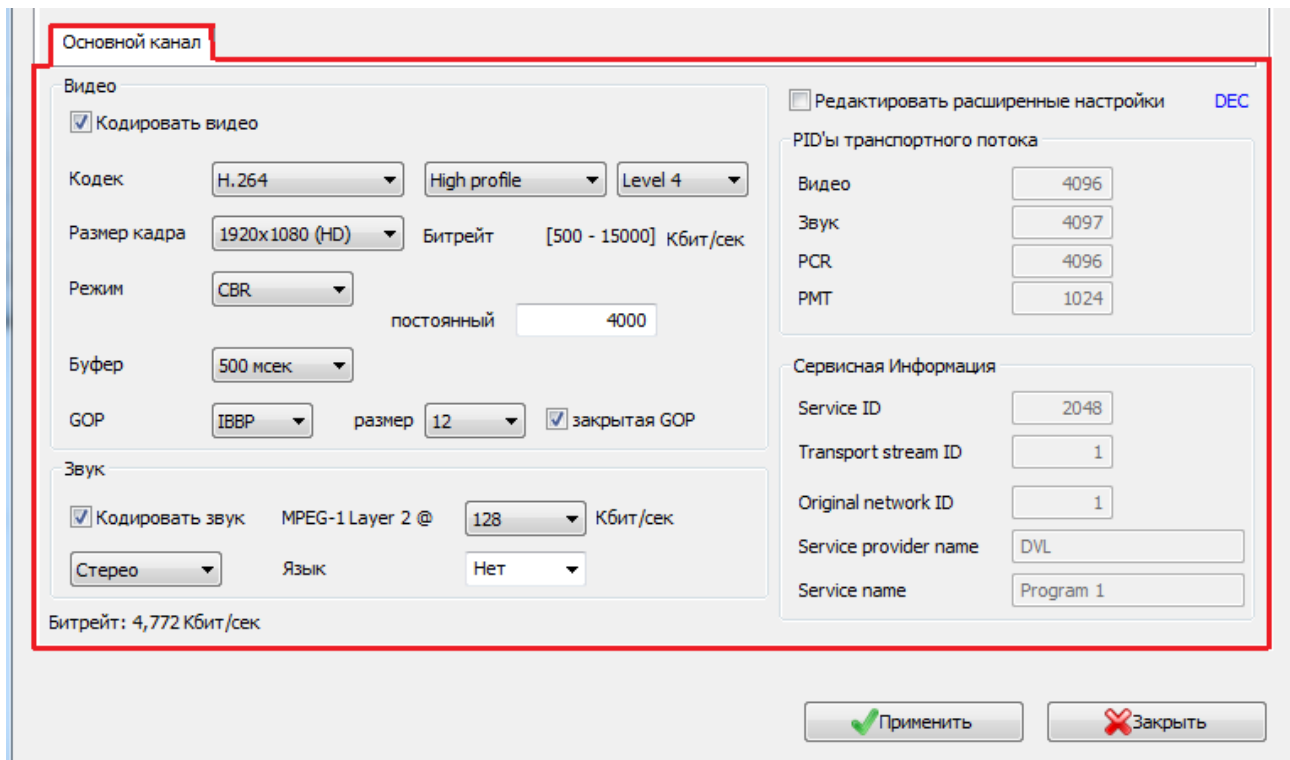 Основной канал
Видео
Кодировать видео
Кодек H.264 High profile Level 4
Размер кадра 1920x1080 (HD) Битрейт [500 - 15000] Кбит/сек
Режим CBR
постоянный 4000
Буфер 500 мсек
GOP IBBP размер 12 закрытая GOP
Звук
Кодировать звук MPEG-1 Layer 2 @ 128 Кбит/сек
Стерео Язык Нет
Битрейт: 4,772 Кбит/сек
Редактировать расширенные настройки DEC
PID'ы транспортного потока
Видео 4096
Звук 4097
PCR 4096
PMT 1024
Сервисная Информация
Service ID 2048
Transport stream ID 1
Original network ID 1
Service provider name DVL
Service name Program 1
Применить Закрыть